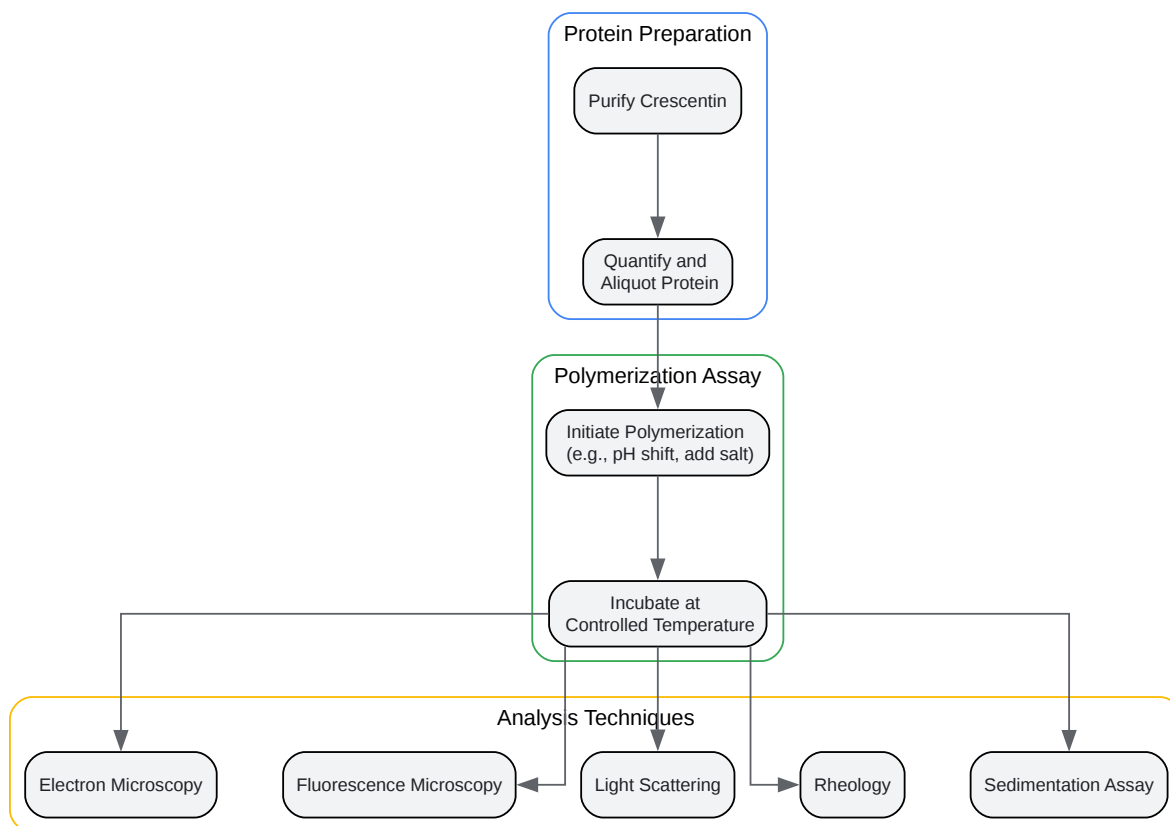 Protein Preparation
Purify Crescentin
Quantify and
Aliquot Protein
Polymerization Assay
Initiate Polymerization
(e.g., pH shift, add salt)
Incubate at
Controlled Temperature
Analysis Techniques
Electron Microscopy
Fluorescence Microscopy
Light Scattering
Rheology
Sedimentation Assay